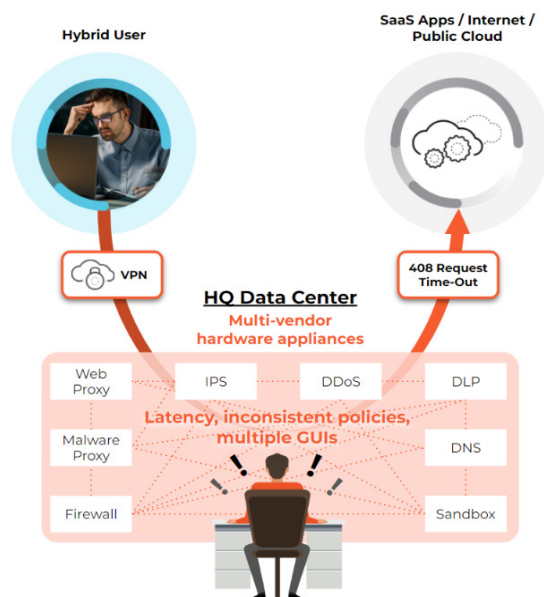 Hybrid User
SaaS Apps / Internet /
Public Cloud
VPN
408 Request
Time-Out
HQ Data Center
Multi-vendor
hardware appliances
Web
Proxy
IPS
DDoS
DLP
Latency, inconsistent policies,
multiple GUIs
Malware
Proxy
DNS
! ! ! !
Firewall
Sandbox